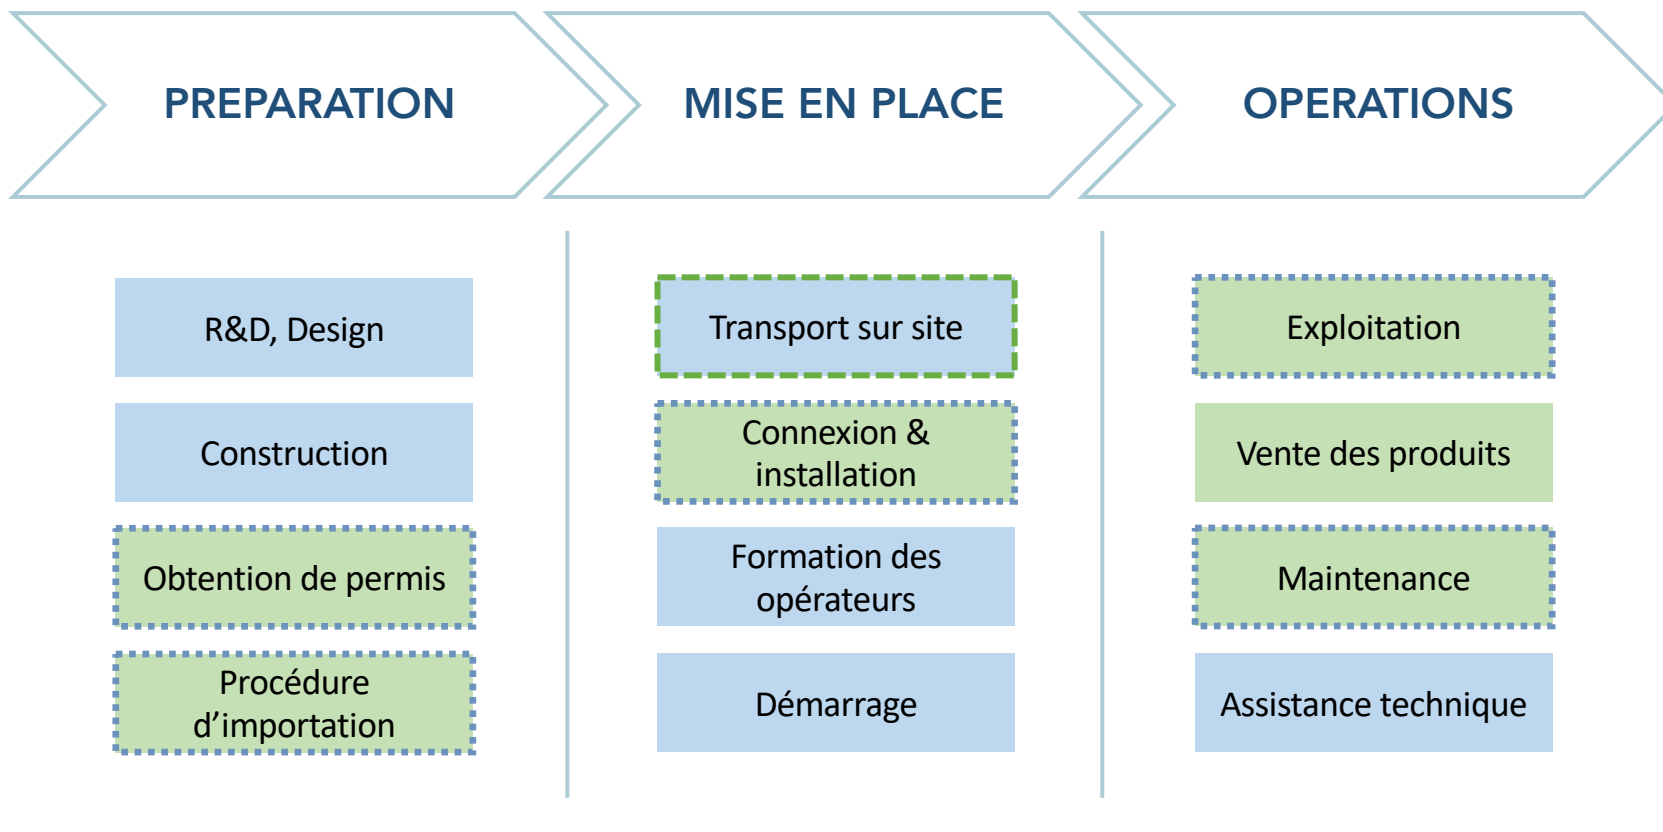 PREPARATION
MISE EN PLACE
OPERATIONS
R&D, Design
Construction
Obtention de permis
Procédure
d’importation
Transport sur site
Connexion &
installation
Formation des
opérateurs
Démarrage
Exploitation
Vente des produits
Maintenance
Assistance technique